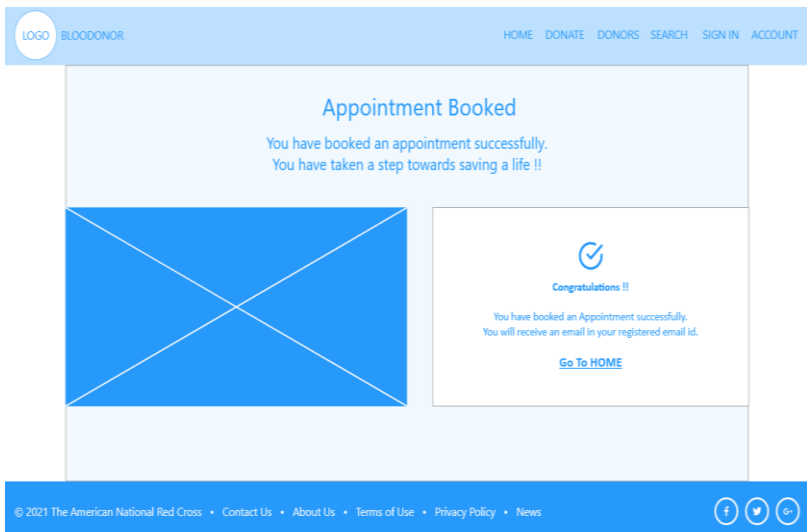 LOGO BLOODONOR HOME DONATE DONORS SEARCH SIGN IN ACCOUNT
Appointment Booked
You have booked an appointment successfully.
You have taken a step towards saving a life !!
Congratulations !!
You have booked an Appointment successfully.
You will receive an email in your registered email id.
Go To HOME
© 2021 The American National Red Cross • Contact Us • About Us • Terms of Use • Privacy Policy • News f G+